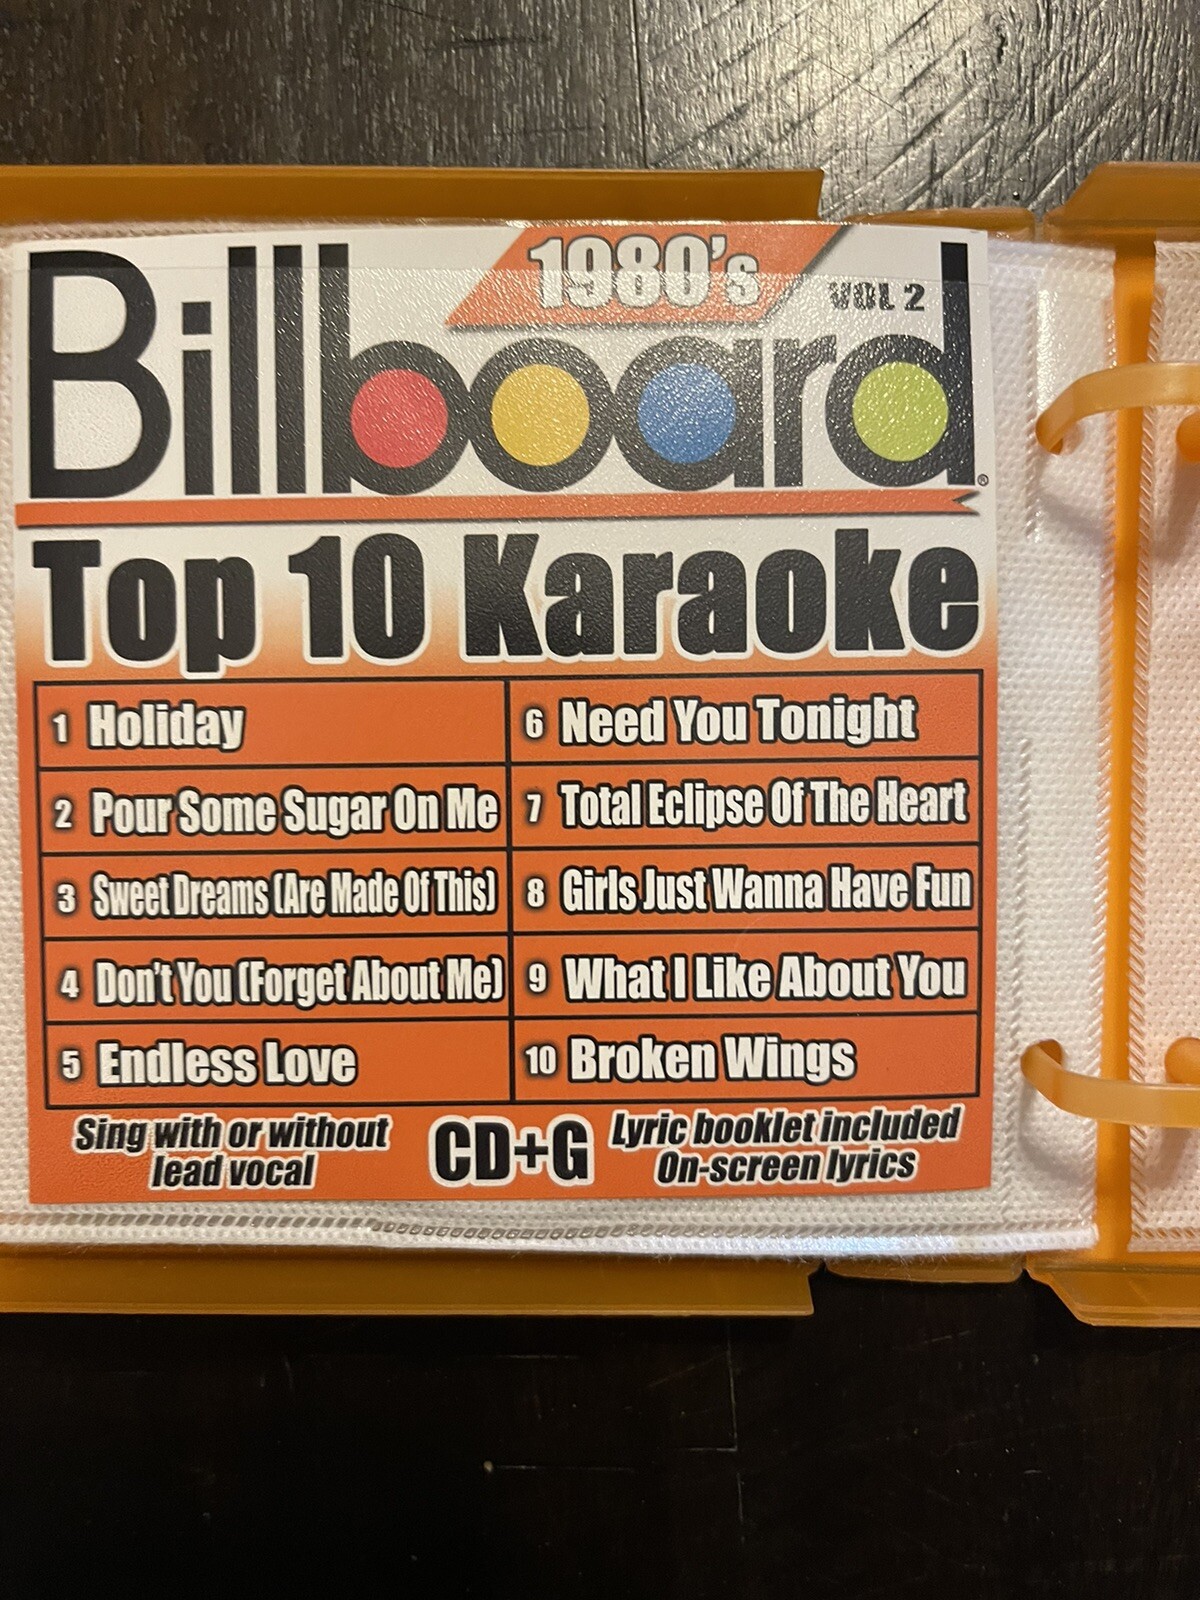 1980's
VOL 2
Billboard®
Top 10 Karaoke
1 Holiday
2 Pour Some Sugar On Me
3 Sweet Dreams (Are Made Of This)
4 Don't You (Forget About Me)
5 Endless Love
6 Need You Tonight
7 Total Eclipse Of The Heart
8 Girls Just Wanna Have Fun
9 What I Like About You
10 Broken Wings
Sing with or without
lead vocal
CD+G
Lyric booklet included
On-screen lyrics